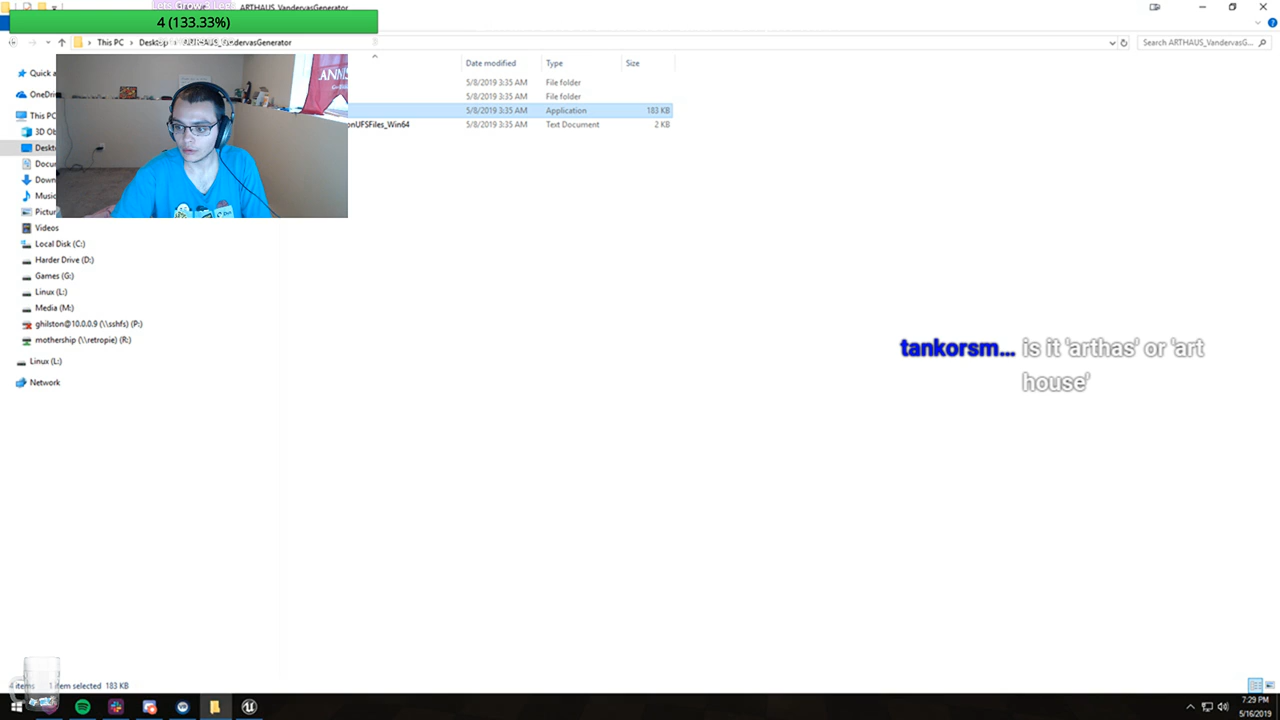 ARTHAUS_VandervasGenerator
Lets Grow
4 (133.33%)
This PC > Desktop > ARTHAUS_VandervasGenerator
Search ARTHAUS_VandervasG...
Date modified Type Size
Quick a
5/8/2019 3:35 AM File folder
OneDriv
5/8/2019 3:35 AM File folder
This PC
5/8/2019 3:35 AM Application 183 KB
3D Ob
onUFSFiles_Win64 5/8/2019 3:35 AM Text Document 2 KB
Deskt
Docu
Down
Music
Pictur
Videos
Local Disk (C:)
Harder Drive (D:)
Games (G:)
Linux (L:)
Media (M:)
ghilston@10.0.0.9 (\\sshfs) (P:)
mothership (\\retropie) (R:)
Linux (L:)
Network
tankorsm... is it 'arthas' or 'art
house'
4 items 1 item selected 183 KB
7:29 PM
5/16/2019